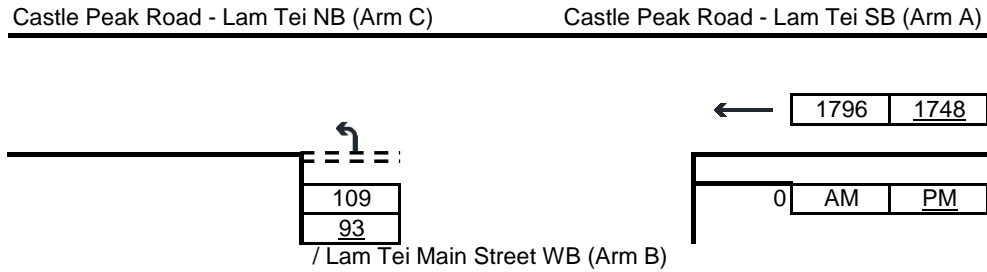 Castle Peak Road - Lam Tei NB (Arm C) Castle Peak Road - Lam Tei SB (Arm A)
1796 1748
109 0 AM PM
93
/ Lam Tei Main Street WB (Arm B)